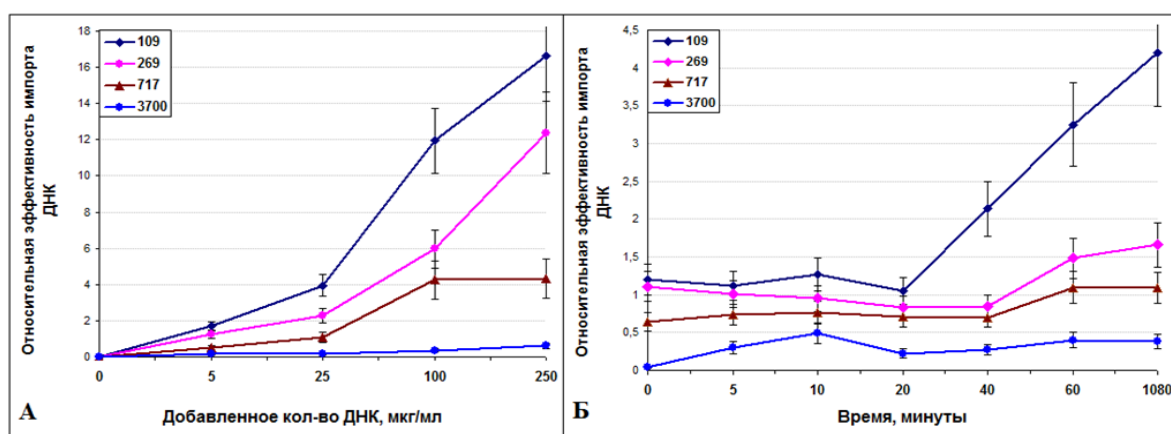 Относительная эффективность импорта
ДНК
18
16
14
12
10
8
6
4
2
0
109
269
717
3700
0 5 25 100 250
А
Добавленное кол-во ДНК, мкг/мл
Относительная эффективность импорта
ДНК
4,5
4
3,5
3
2,5
2
1,5
1
0,5
0
109
269
717
3700
0 5 10 20 40 60 1080
Время, минуты
Б